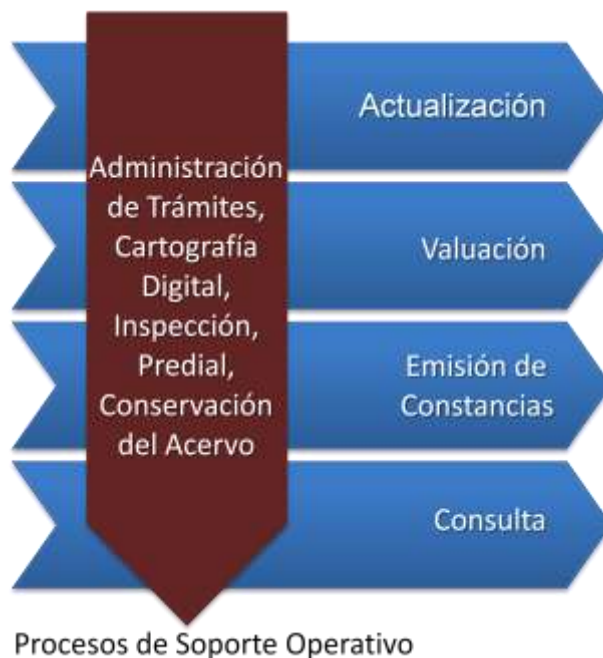 Actualización
Administración
de Trámites,
Cartografía
Digital,
Inspección,
Predial,
Conservación
del Acervo
Valuación
Emisión de
Constancias
Consulta
Procesos de Soporte Operativo